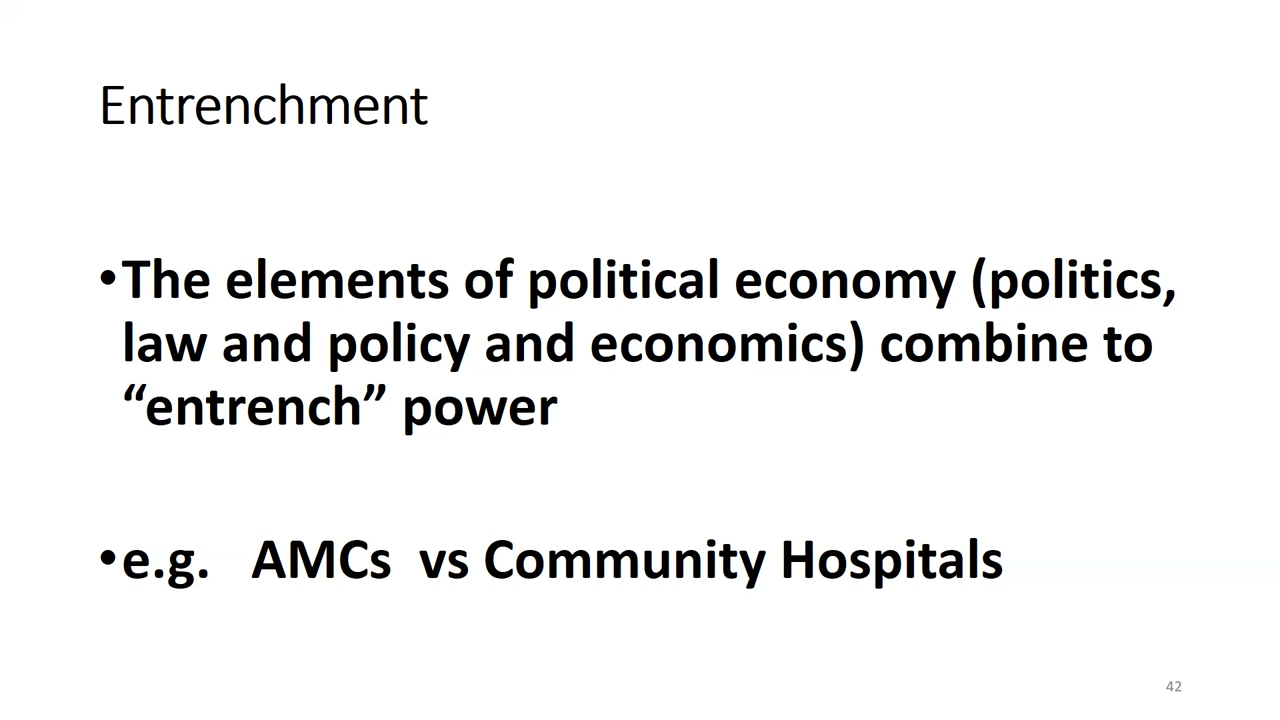 Entrenchment
•The elements of political economy (politics,
law and policy and economics) combine to
“entrench” power
•e.g. AMCs vs Community Hospitals
42